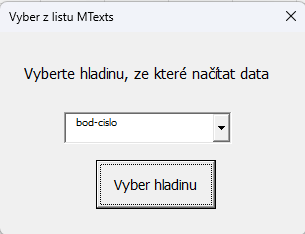 Vyber z listu MTexts
Vyberte hladinu, ze které načítat data
bod-cislo
Vyber hladinu